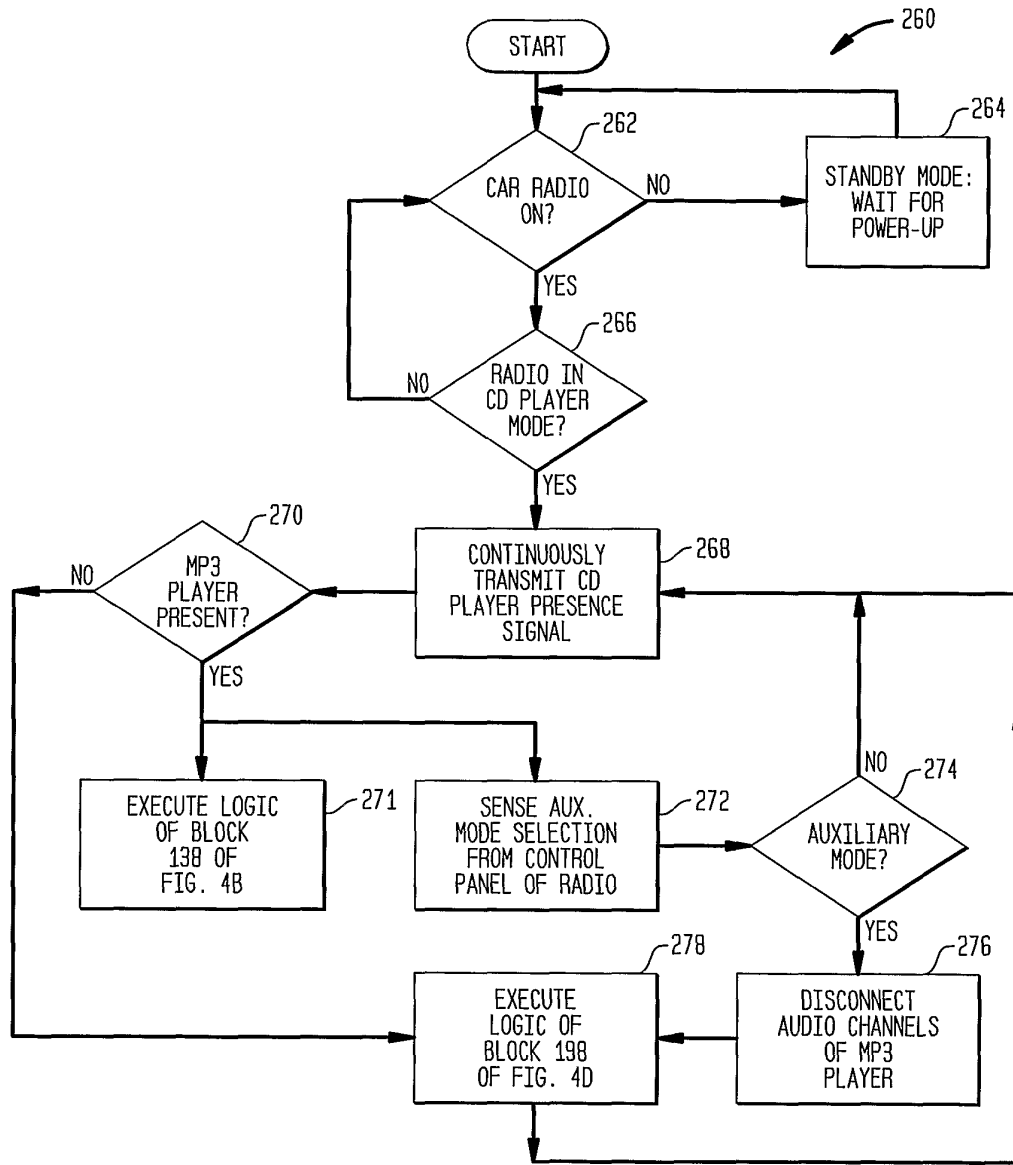 260
START
262
264
CAR RADIO
ON?
NO
STANDBY MODE:
WAIT FOR
POWER-UP
YES
266
RADIO IN
CD PLAYER
MODE?
NO
YES
270
268
MP3
PLAYER
PRESENT?
NO
CONTINUOUSLY
TRANSMIT CD
PLAYER PRESENCE
SIGNAL
YES
NO
271
272
274
EXECUTE LOGIC
OF BLOCK
138 OF
FIG. 4B
SENSE AUX.
MODE SELECTION
FROM CONTROL
PANEL OF RADIO
AUXILIARY
MODE?
YES
278
276
EXECUTE
LOGIC OF
BLOCK 198
OF FIG. 4D
DISCONNECT
AUDIO CHANNELS
OF MP3
PLAYER